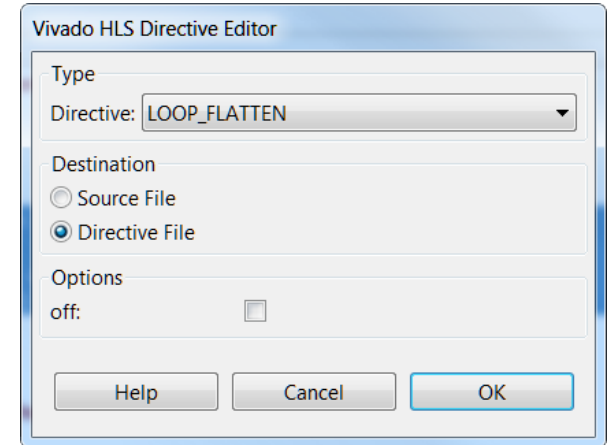 Vivado HLS Directive Editor
Type
Directive: LOOP_FLATTEN
Destination
Source File
Directive File
Options
off:
Help Cancel OK